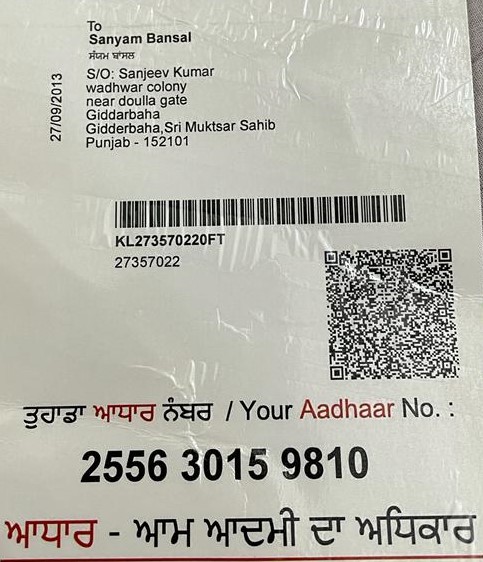 To
Sanyam Bansal
ਸੰਯਮ ਬਾਂਸਲ
S/O: Sanjeev Kumar
wadhwar colony
near doulla gate
Giddarbaha
Gidderbaha,Sri Muktsar Sahib
Punjab - 152101
27/09/2013
KL273570220FT
27357022
ਤੁਹਾਡਾ ਆਧਾਰ ਨੰਬਰ / Your Aadhaar No. :
2556 3015 9810
ਆਧਾਰ - ਆਮ ਆਦਮੀ ਦਾ ਅਧਿਕਾਰ